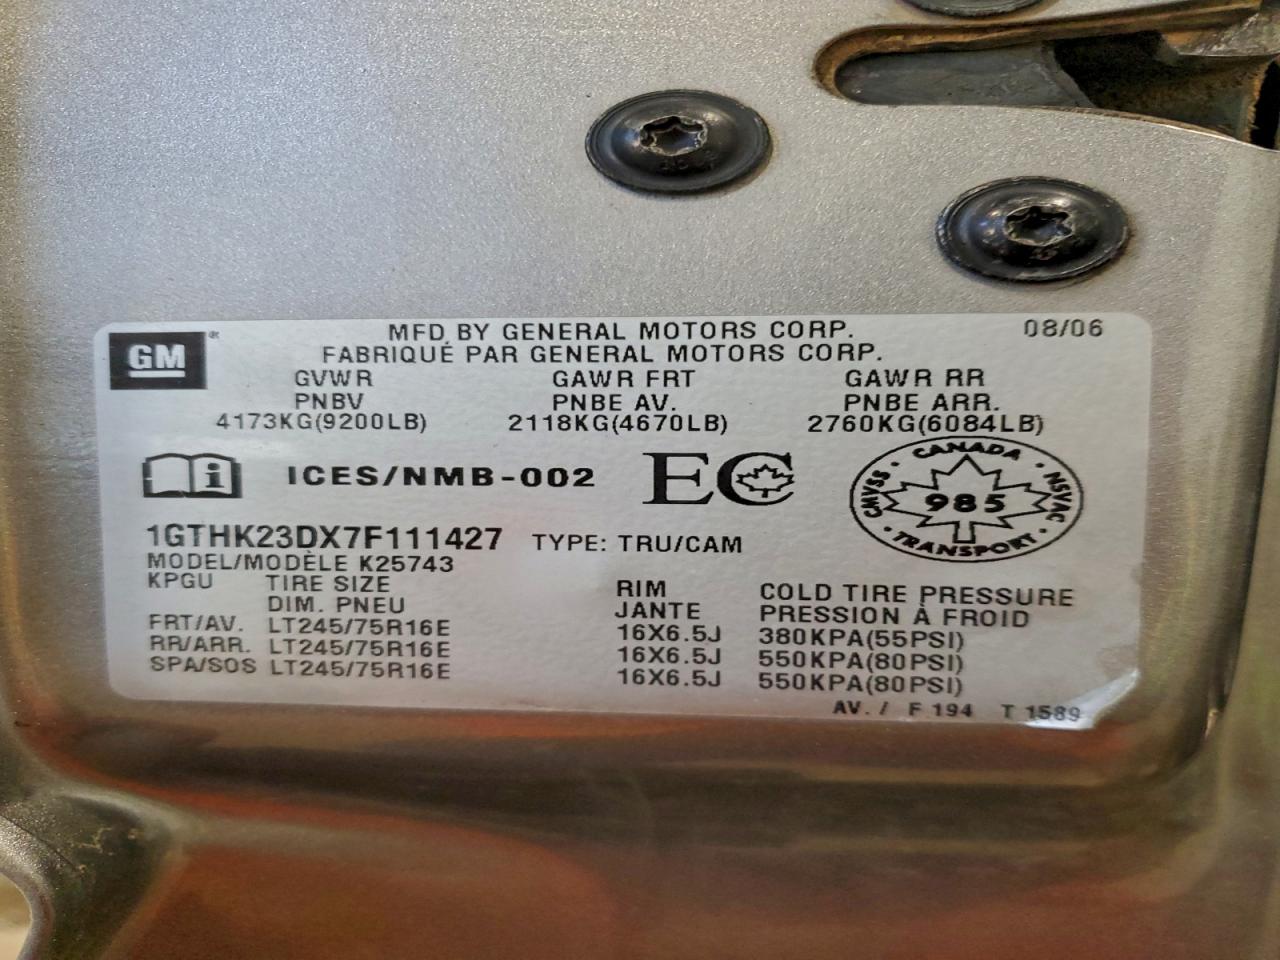 GM
MFD. BY GENERAL MOTORS CORP. 08/06
FABRIQUÉ PAR GENERAL MOTORS CORP.
GVWR GAWR FRT GAWR RR
PNBV PNBE AV. PNBE ARR.
4173KG(9200LB) 2118KG(4670LB) 2760KG(6084LB)
i ICES/NMB-002 EC
CANADA
CMVSS 985 NSVAC
TRANSPORT
1GTHK23DX7F111427 TYPE: TRU/CAM
MODEL/MODÈLE K25743
KPGU TIRE SIZE RIM COLD TIRE PRESSURE
DIM. PNEU JANTE PRESSION À FROID
FRT/AV. LT245/75R16E 16X6.5J 380KPA(55PSI)
RR/ARR. LT245/75R16E 16X6.5J 550KPA(80PSI)
SPA/SOS LT245/75R16E 16X6.5J 550KPA(80PSI)
AV. / F 194 T 1589